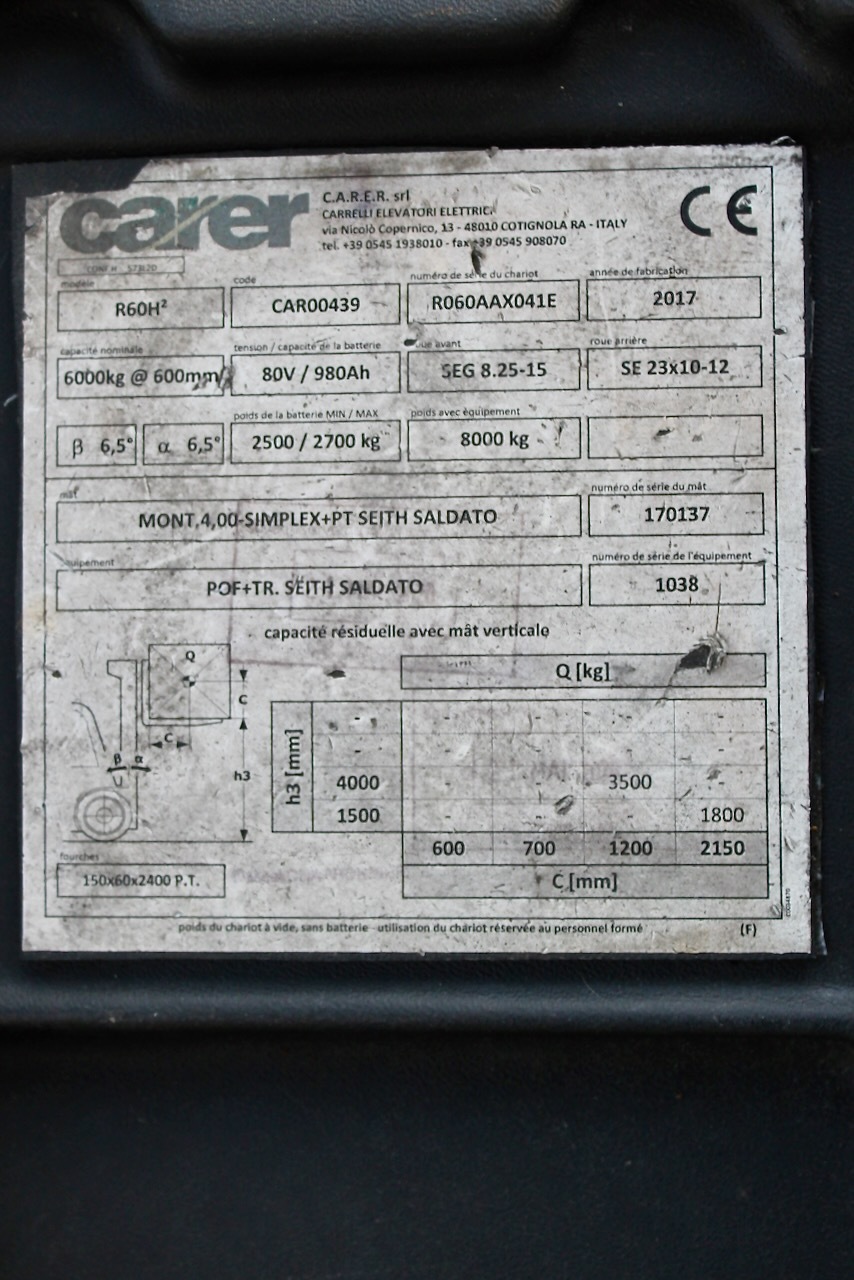 carer
C.A.R.E.R. srl
CARRELLI ELEVATORI ELETTRICI
via Nicolò Copernico, 13 - 48010 COTIGNOLA RA - ITALY
tel. +39 0545 1938010 - fax +39 0545 908070
CE
modèle
code
numéro de série du chariot
année de fabrication
R60H²
CAR00439
R060AAX041E
2017
capacité nominale
tension / capacité de la batterie
roue avant
roue arrière
6000kg @ 600mm
80V / 980Ah
SEG 8.25-15
SE 23x10-12
poids de la batterie MIN / MAX
poids avec équipement
β 6,5°
α 6,5°
2500 / 2700 kg
8000 kg
-
mât
numéro de série du mât
MONT.4,00-SIMPLEX+PT SEITH SALDATO
170137
équipement
numéro de série de l'équipement
POF+TR. SEITH SALDATO
1038
capacité résiduelle avec mât verticale
Q
C
C
β α
h3
Q [kg]
h3 [mm]
- - - - -
- - - - -
4000 - - 3500 -
1500 - - - 1800
600 700 1200 2150
C [mm]
fourches
150x60x2400 P.T.
poids du chariot à vide, sans batterie - utilisation du chariot réservée au personnel formé
(F)